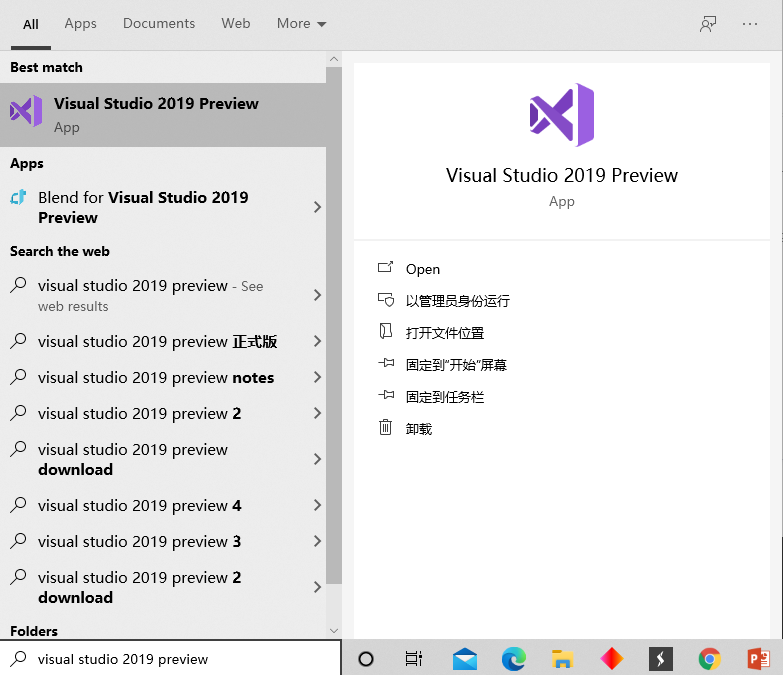 All
Apps
Documents
Web
More
Best match
Visual Studio 2019 Preview
App
Apps
Blend for Visual Studio 2019
Preview
Search the web
visual studio 2019 preview - See
web results
visual studio 2019 preview 正式版
visual studio 2019 preview notes
visual studio 2019 preview 2
visual studio 2019 preview
download
visual studio 2019 preview 4
visual studio 2019 preview 3
visual studio 2019 preview 2
download
Folders
visual studio 2019 preview
Visual Studio 2019 Preview
App
Open
以管理员身份运行
打开文件位置
固定到"开始"屏幕
固定到任务栏
卸载